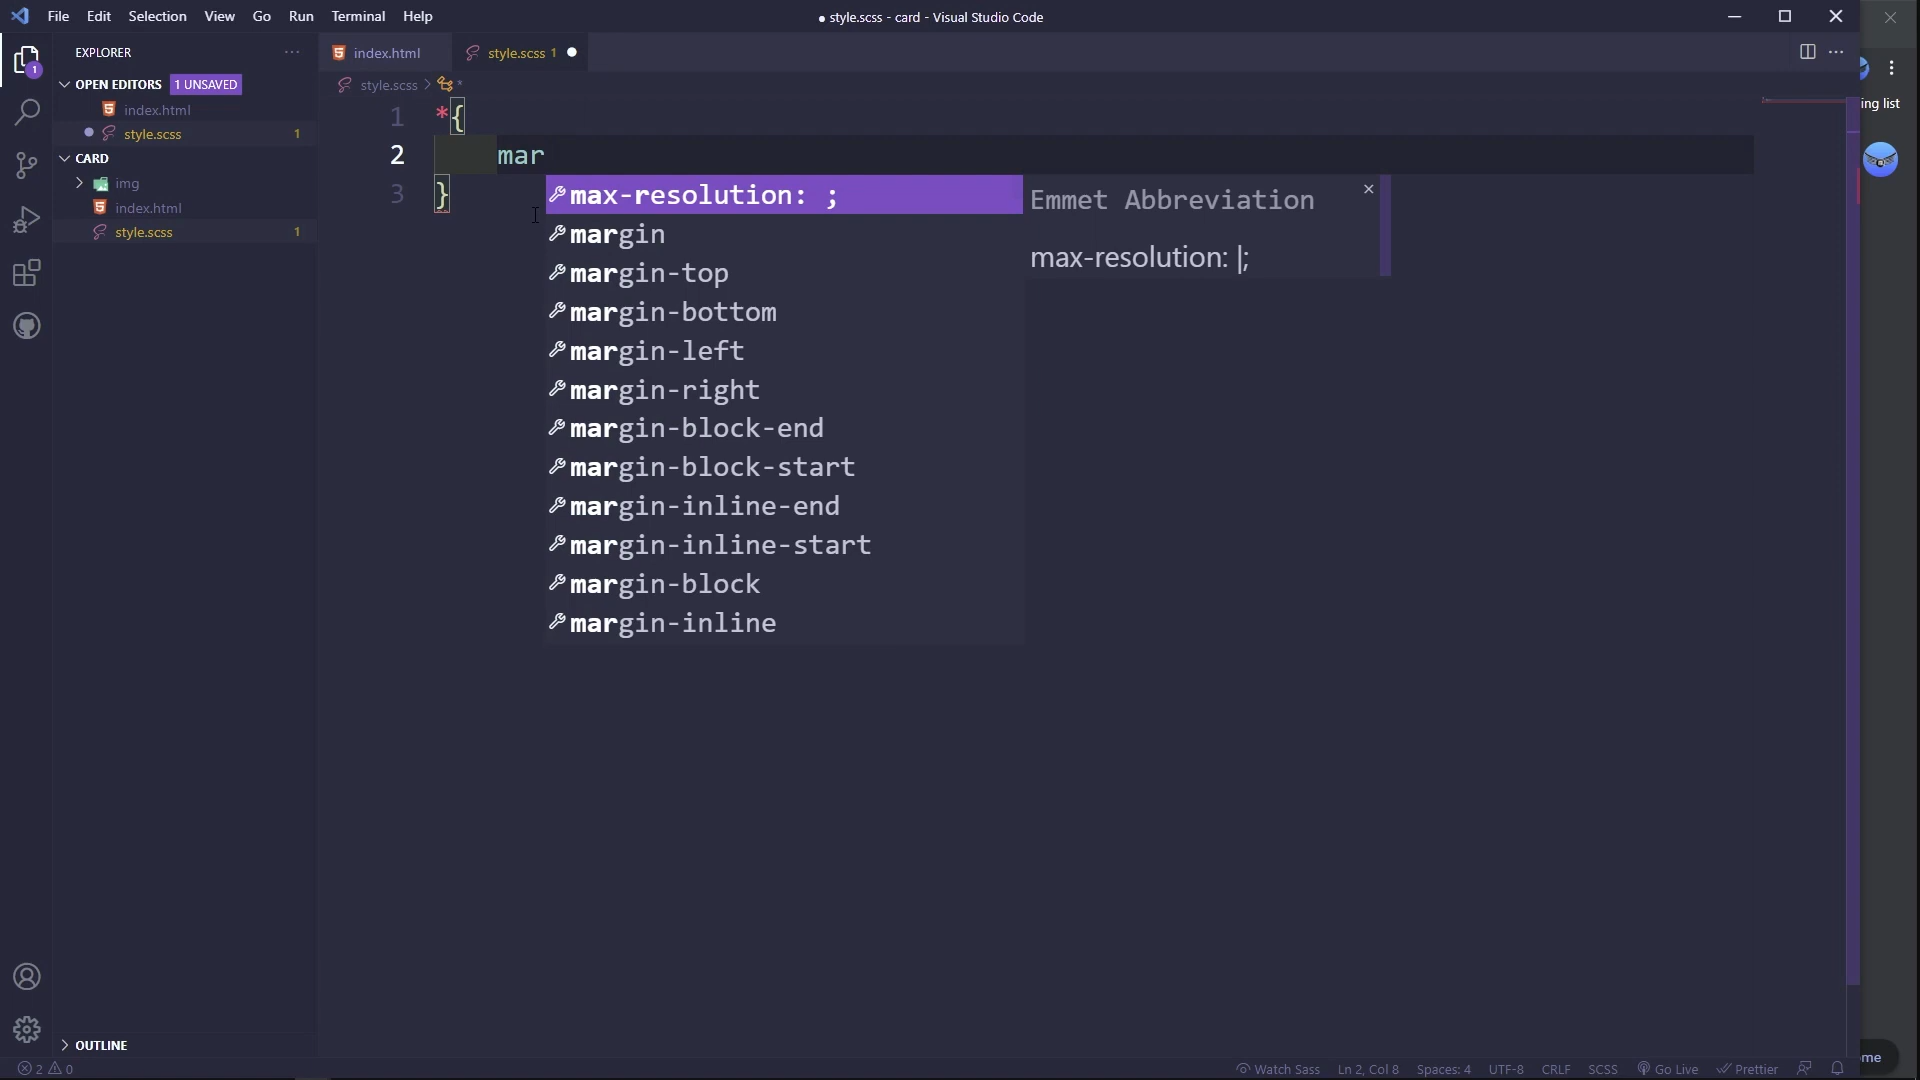 File Edit Selection View Go Run Terminal Help
● style.scss - card - Visual Studio Code
EXPLORER
OPEN EDITORS 1 UNSAVED
index.html
style.scss 1
CARD
img
index.html
style.scss 1
OUTLINE
index.html style.scss 1
style.scss > *
1 *{
2 mar
3 }
max-resolution: ;
margin
margin-top
margin-bottom
margin-left
margin-right
margin-block-end
margin-block-start
margin-inline-end
margin-inline-start
margin-block
margin-inline
Emmet Abbreviation
max-resolution: |;
ing list
me
1
2 0
Watch Sass Ln 2, Col 8 Spaces: 4 UTF-8 CRLF SCSS Go Live Prettier